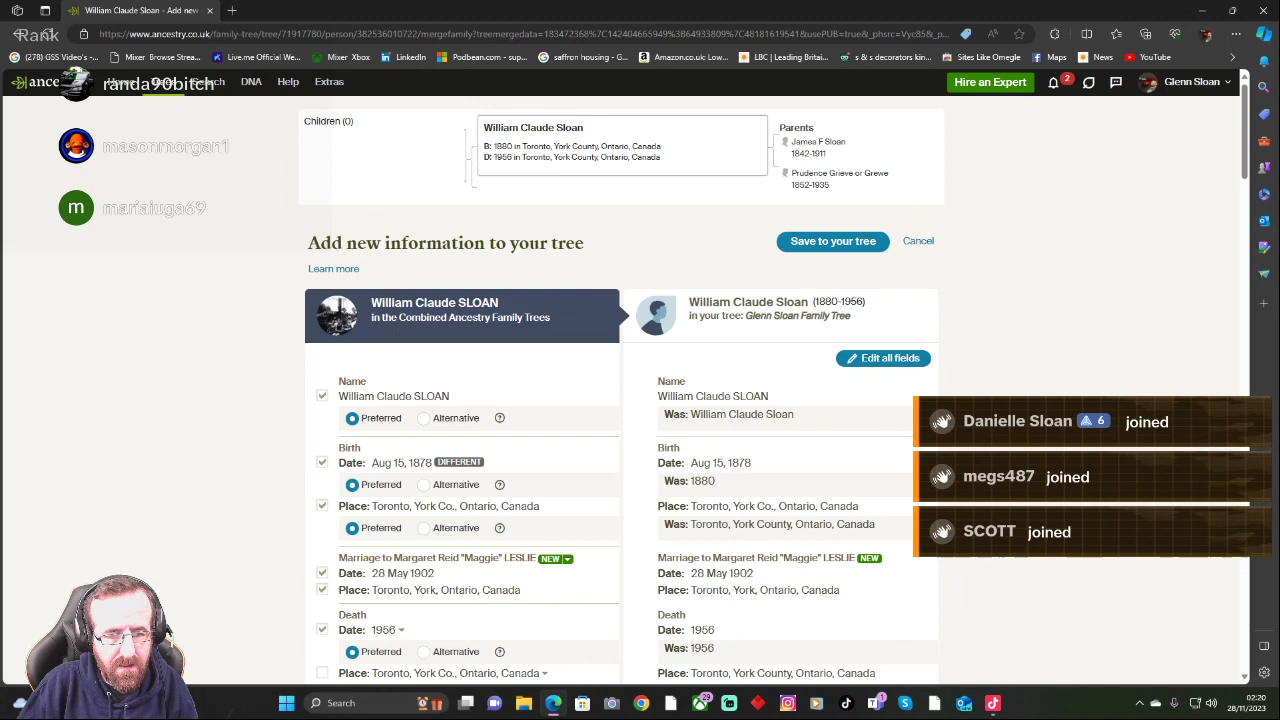 William Claude Sloan - Add new
Rank
https://www.ancestry.co.uk/family-tree/tree/71917780/person/382536010722/mergefamily?treemergedata=183472368%7C142404665949%3864933809%7C48181619541&usePUB=true&_phsrc=Vyc85&_p...
(278) GSS Video's -...
Mixer Broadcast
Live.me Official We...
Mixer Xbox
LinkedIn
Podbean.com - sup...
saffron housing - G...
Amazon.co.uk: Low...
LBC | Leading Britai...
s & s decorators kin...
Sites Like Omegle
Maps
News
YouTube
ance
Search
DNA
Help
Extras
Hire an Expert
2
Glenn Sloan
randa90bitch
masonmorgan1
m
mariaiuga69
Children (0)
William Claude Sloan
B: 1880 in Toronto, York County, Ontario, Canada
D: 1956 in Toronto, York County, Ontario, Canada
Parents
James F Sloan
1842-1911
Prudence Grieve or Grewe
1852-1935
Add new information to your tree
Save to your tree
Cancel
Learn more
William Claude SLOAN
in the Combined Ancestry Family Trees
William Claude Sloan (1880-1956)
in your tree: Glenn Sloan Family Tree
Edit all fields
Name
William Claude SLOAN
Preferred Alternative
Birth
Date: Aug 15, 1878 DIFFERENT
Preferred Alternative
Place: Toronto, York Co., Ontario, Canada
Preferred Alternative
Marriage to Margaret Reid "Maggie" LESLIE NEW
Date: 28 May 1902
Place: Toronto, York, Ontario, Canada
Death
Date: 1956
Preferred Alternative
Place: Toronto, York Co., Ontario, Canada
Name
William Claude SLOAN
Was: William Claude Sloan
Birth
Date: Aug 15, 1878
Was: 1880
Place: Toronto, York Co., Ontario, Canada
Was: Toronto, York County, Ontario, Canada
Marriage to Margaret Reid "Maggie" LESLIE NEW
Date: 28 May 1902
Place: Toronto, York, Ontario, Canada
Death
Date: 1956
Was: 1956
Place: Toronto, York County, Ontario, Canada
Danielle Sloan 6 joined
megs487 joined
SCOTT joined
Search
29
1
02:20
28/11/2023